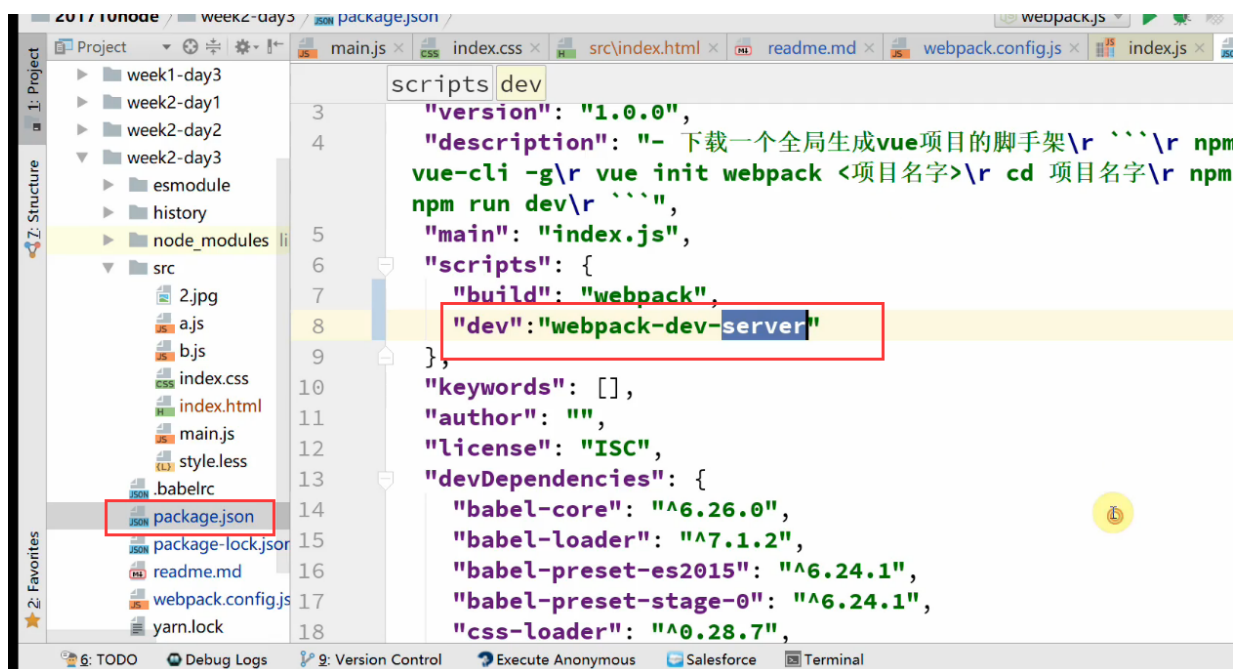 201710node week2-day3 package.json webpack.js
Project main.js index.css src\index.html readme.md webpack.config.js index.js
1: Project
7: Structure
2: Favorites
week1-day3
week2-day1
week2-day2
week2-day3
esmodule
history
node_modules li
src
2.jpg
a.js
b.js
index.css
index.html
main.js
style.less
.babelrc
package.json
package-lock.jsor
readme.md
webpack.config.js
yarn.lock
scripts dev
3 "version": "1.0.0",
4 "description": "- 下载一个全局生成vue项目的脚手架\r ```\r npm
vue-cli -g\r vue init webpack <项目名字>\r cd 项目名字\r npm
npm run dev\r ```",
5 "main": "index.js",
6 "scripts": {
7 "build": "webpack",
8 "dev":"webpack-dev-server"
9 },
10 "keywords": [],
11 "author": "",
12 "license": "ISC",
13 "devDependencies": {
14 "babel-core": "^6.26.0",
15 "babel-loader": "^7.1.2",
16 "babel-preset-es2015": "^6.24.1",
17 "babel-preset-stage-0": "^6.24.1",
18 "css-loader": "^0.28.7",
6: TODO Debug Logs 9: Version Control Execute Anonymous Salesforce Terminal